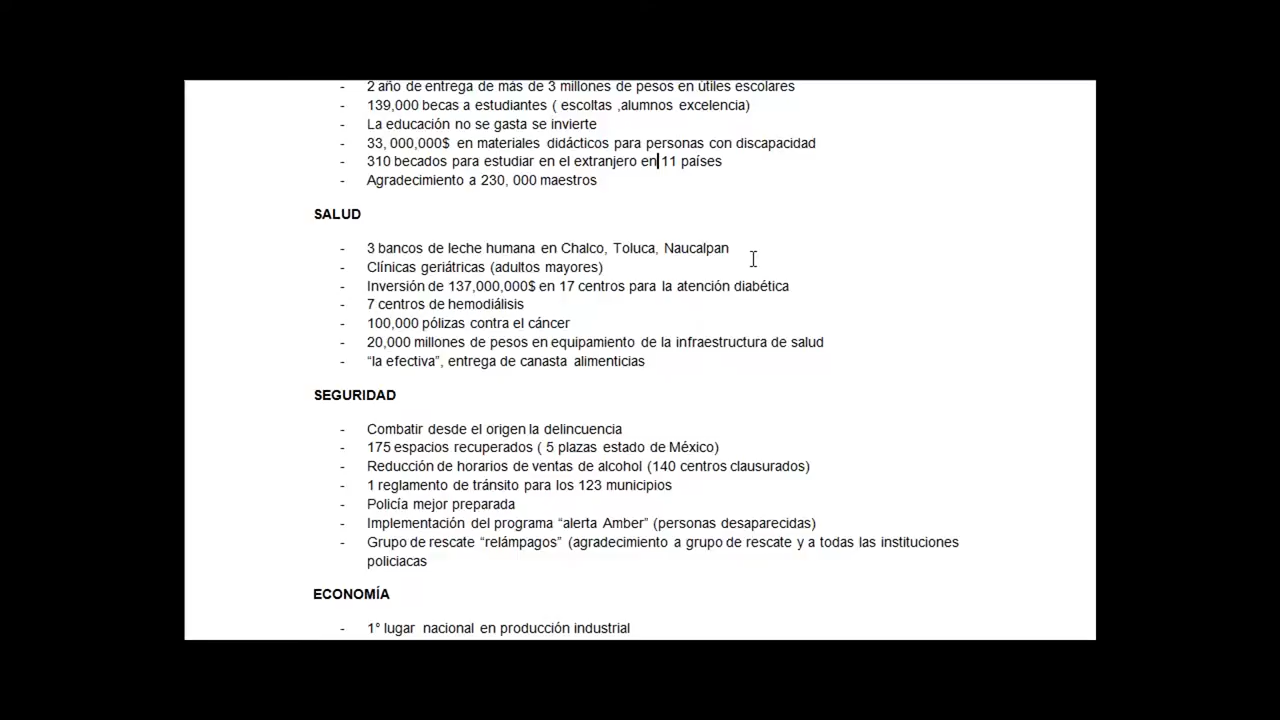 - 2 año de entrega de más de 3 millones de pesos en útiles escolares
- 139,000 becas a estudiantes ( escoltas ,alumnos excelencia)
- La educación no se gasta se invierte
- 33, 000,000$ en materiales didácticos para personas con discapacidad
- 310 becados para estudiar en el extranjero en 11 países
- Agradecimiento a 230, 000 maestros
SALUD
- 3 bancos de leche humana en Chalco, Toluca, Naucalpan
- Clínicas geriátricas (adultos mayores)
- Inversión de 137,000,000$ en 17 centros para la atención diabética
- 7 centros de hemodiálisis
- 100,000 pólizas contra el cáncer
- 20,000 millones de pesos en equipamiento de la infraestructura de salud
- “la efectiva”, entrega de canasta alimenticias
SEGURIDAD
- Combatir desde el origen la delincuencia
- 175 espacios recuperados ( 5 plazas estado de México)
- Reducción de horarios de ventas de alcohol (140 centros clausurados)
- 1 reglamento de tránsito para los 123 municipios
- Policía mejor preparada
- Implementación del programa “alerta Amber” (personas desaparecidas)
- Grupo de rescate “relámpagos” (agradecimiento a grupo de rescate y a todas las instituciones
policiacas
ECONOMÍA
- 1° lugar nacional en producción industrial